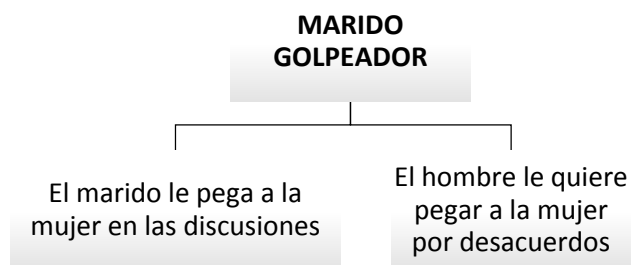 MARIDO
GOLPEADOR
El marido le pega a la
mujer en las discusiones
El hombre le quiere
pegar a la mujer
por desacuerdos